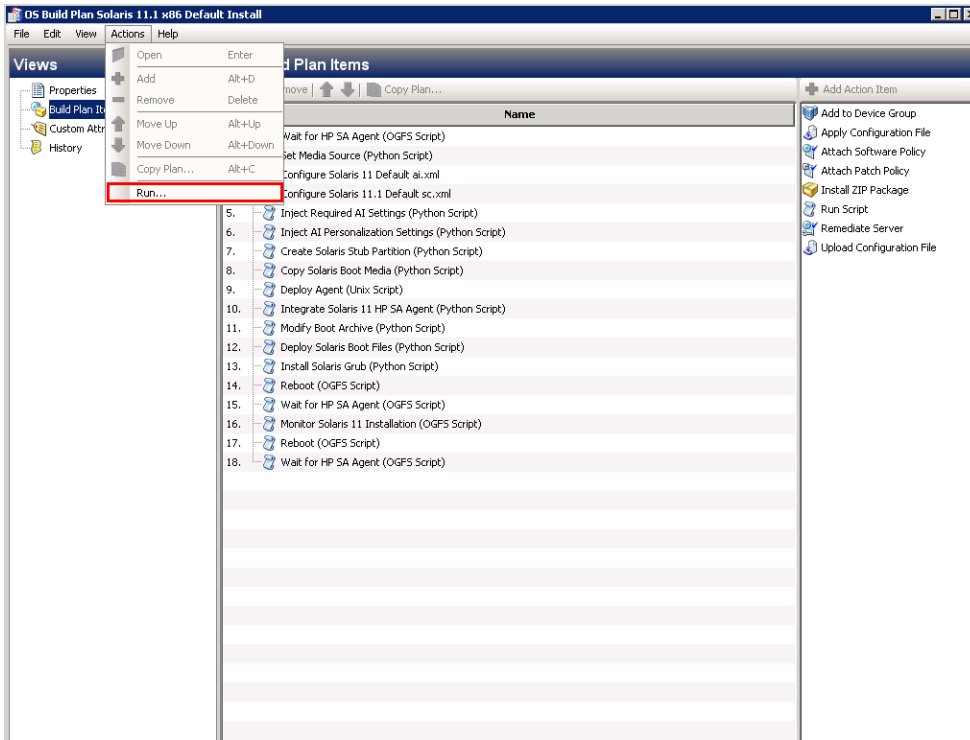 OS Build Plan Solaris 11.1 x86 Default Install
File Edit View Actions Help
Views
Properties
Build Plan Ite
Custom Attr
History
Open Enter
Add Alt+D
Remove Delete
Move Up Alt+Up
Move Down Alt+Down
Copy Plan... Alt+C
Run...
d Plan Items
move Copy Plan...
Name
Wait for HP SA Agent (OGFS Script)
Set Media Source (Python Script)
Configure Solaris 11 Default ai.xml
Configure Solaris 11.1 Default sc.xml
5. Inject Required AI Settings (Python Script)
6. Inject AI Personalization Settings (Python Script)
7. Create Solaris Stub Partition (Python Script)
8. Copy Solaris Boot Media (Python Script)
9. Deploy Agent (Unix Script)
10. Integrate Solaris 11 HP SA Agent (Python Script)
11. Modify Boot Archive (Python Script)
12. Deploy Solaris Boot Files (Python Script)
13. Install Solaris Grub (Python Script)
14. Reboot (OGFS Script)
15. Wait for HP SA Agent (OGFS Script)
16. Monitor Solaris 11 Installation (OGFS Script)
17. Reboot (OGFS Script)
18. Wait for HP SA Agent (OGFS Script)
Add Action Item
Add to Device Group
Apply Configuration File
Attach Software Policy
Attach Patch Policy
Install ZIP Package
Run Script
Remediate Server
Upload Configuration File